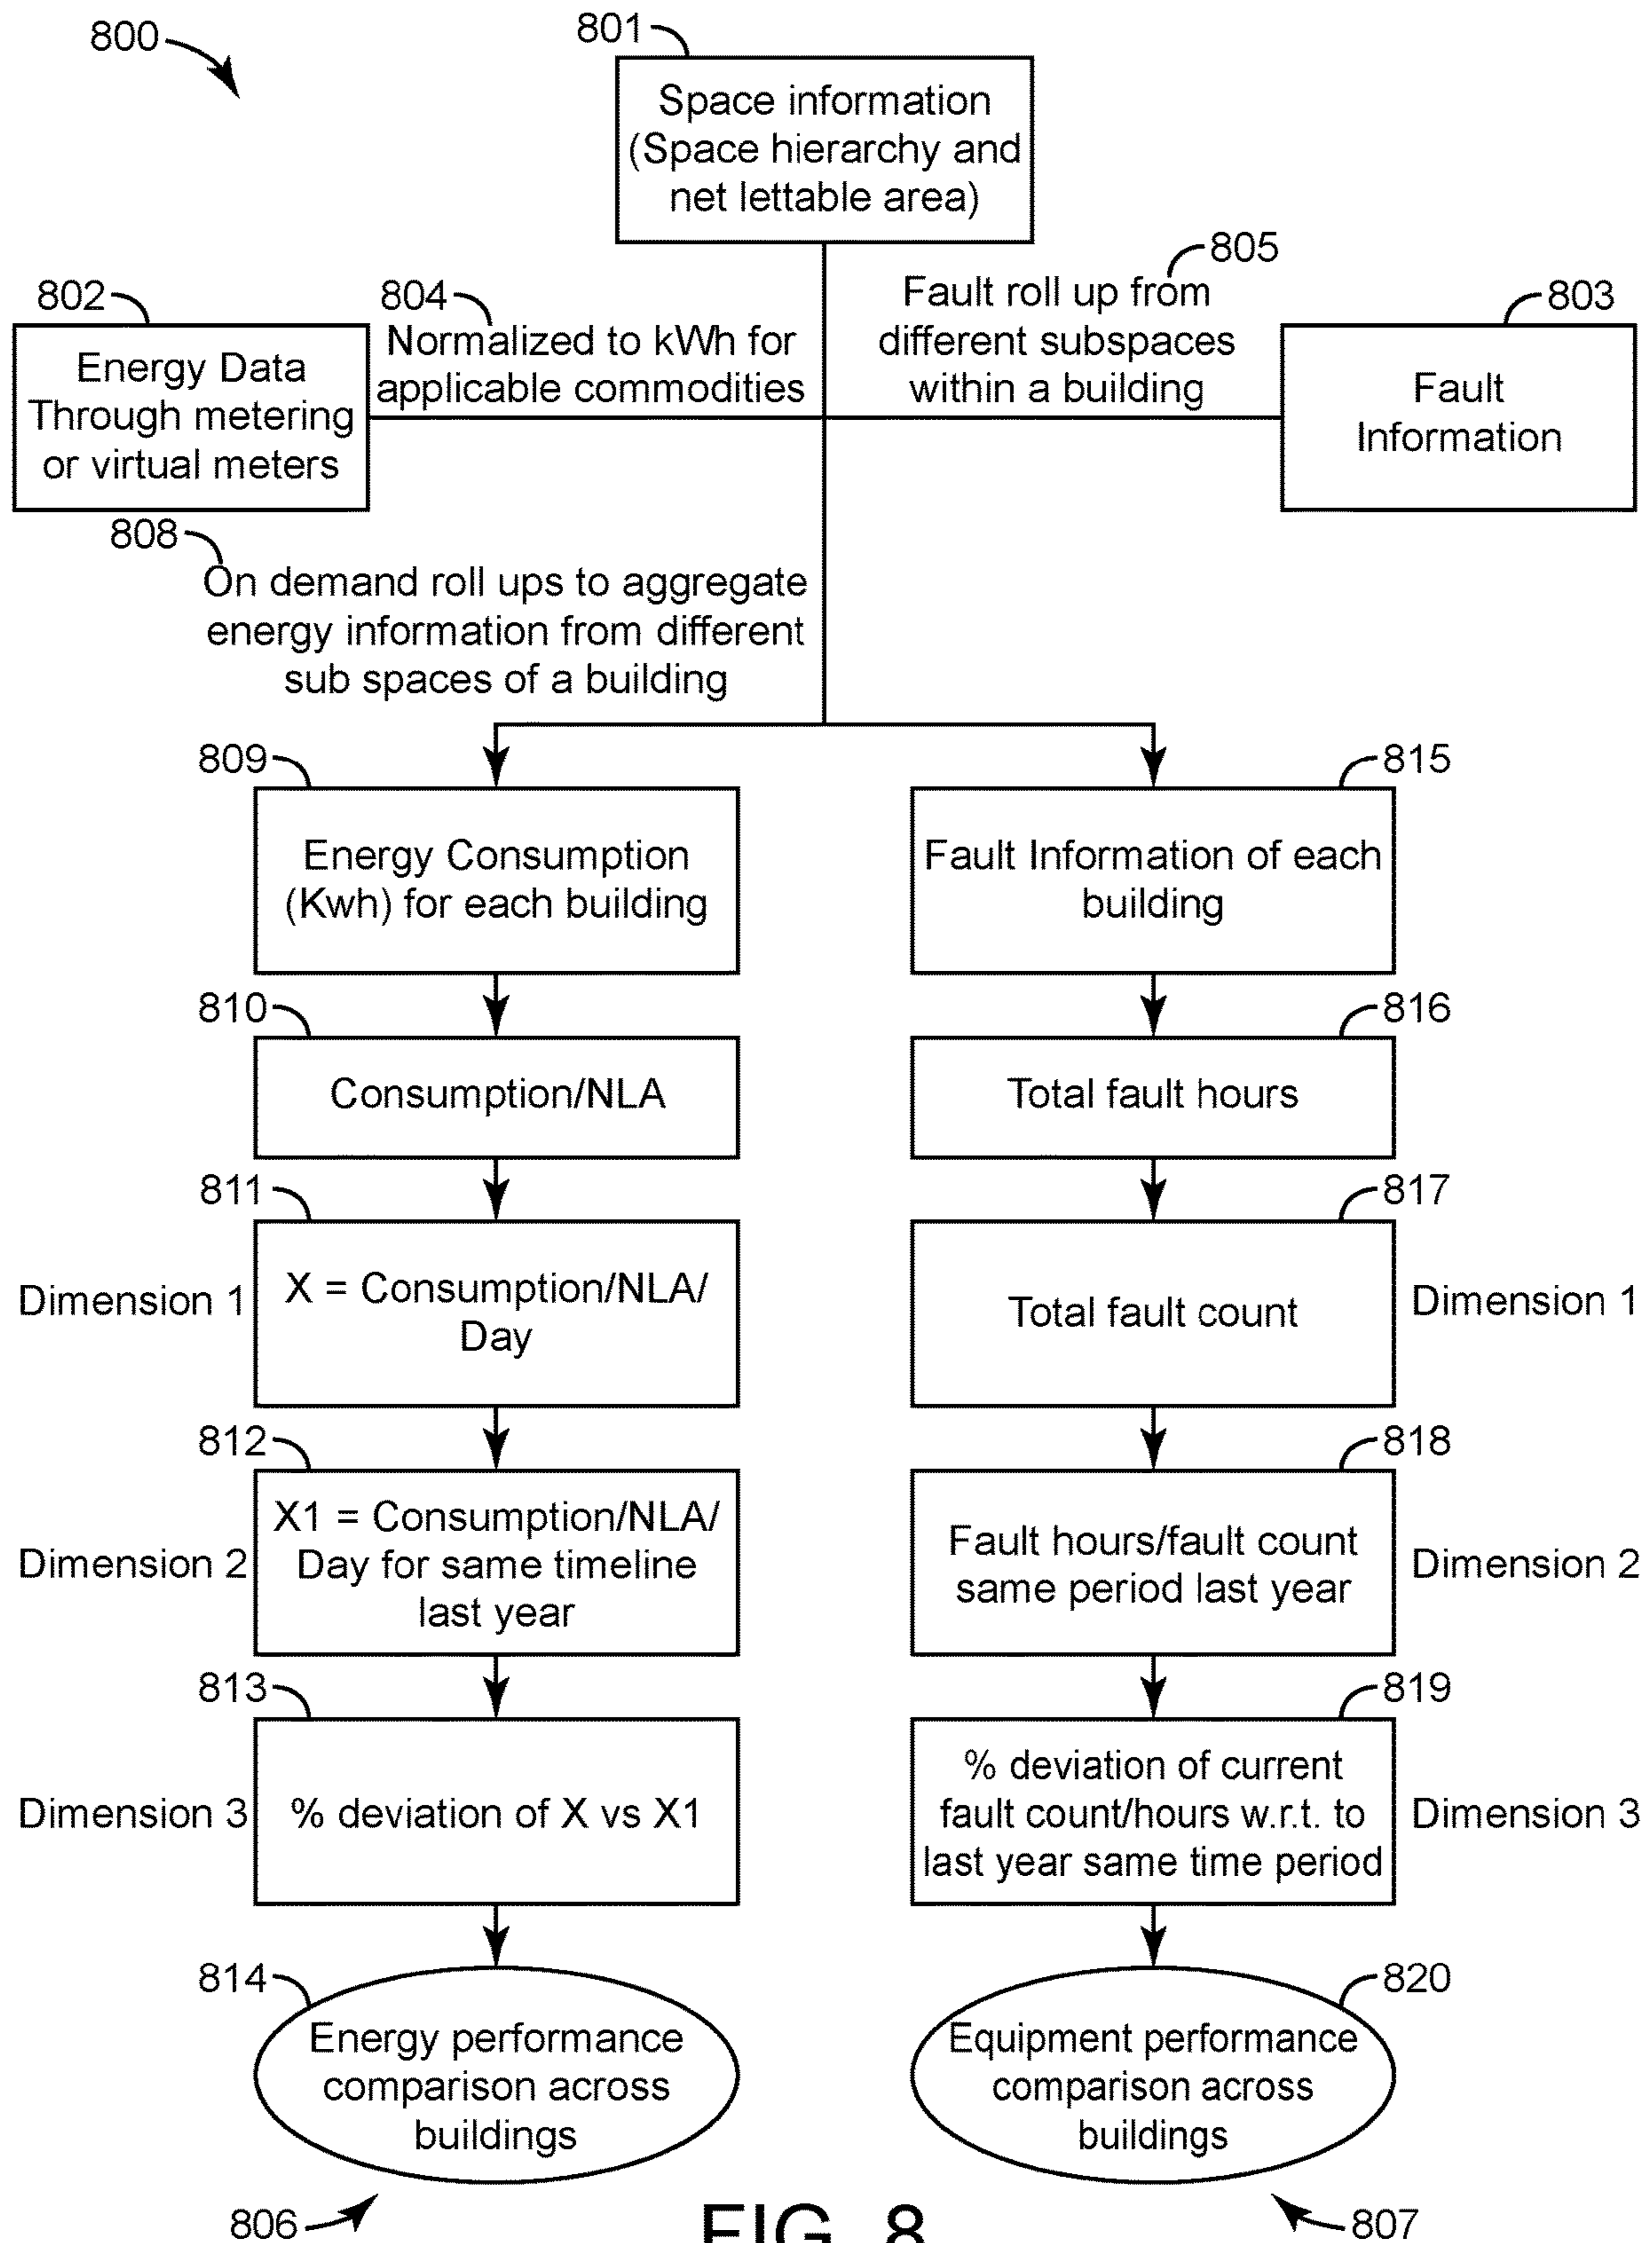 800
801
Space information
(Space hierarchy and
net lettable area)
802
Energy Data
Through metering
or virtual meters
804
Normalized to kWh for
applicable commodities
805
Fault roll up from
different subspaces
within a building
803
Fault
Information
808
On demand roll ups to aggregate
energy information from different
sub spaces of a building
809
Energy Consumption
(Kwh) for each building
810
Consumption/NLA
811
Dimension 1
X = Consumption/NLA/
Day
812
Dimension 2
X1 = Consumption/NLA/
Day for same timeline
last year
813
Dimension 3
% deviation of X vs X1
814
Energy performance
comparison across
buildings
806
815
Fault Information of each
building
816
Total fault hours
817
Total fault count
Dimension 1
818
Fault hours/fault count
same period last year
Dimension 2
819
% deviation of current
fault count/hours w.r.t. to
last year same time period
Dimension 3
820
Equipment performance
comparison across
buildings
807
FIG. 8